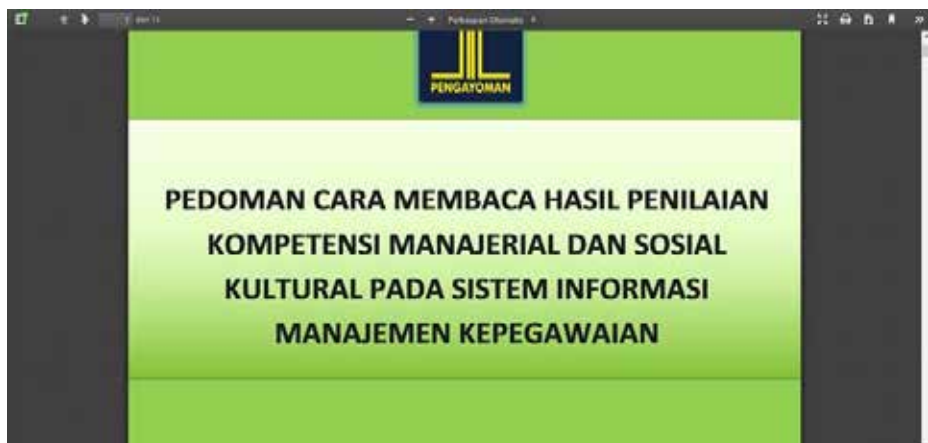 PENGAYOMAN
PEDOMAN CARA MEMBACA HASIL PENILAIAN
KOMPETENSI MANAJERIAL DAN SOSIAL
KULTURAL PADA SISTEM INFORMASI
MANAJEMEN KEPEGAWAIAN